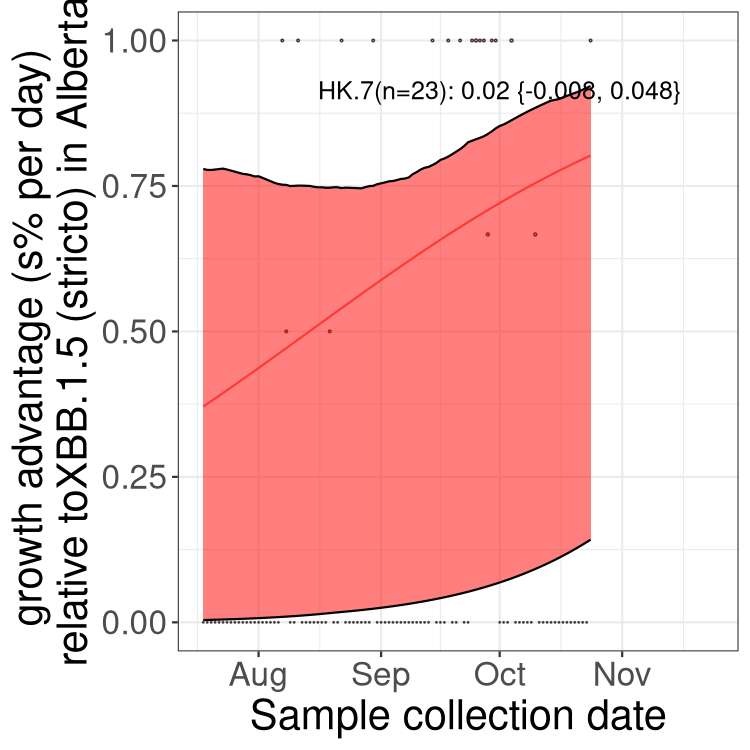 growth advantage (s% per day)
relative toXBB.1.5 (stricto) in Alberta
1.00
0.75
0.50
0.25
0.00
HK.7(n=23): 0.02 {-0.008, 0.048}
Aug Sep Oct Nov
Sample collection date